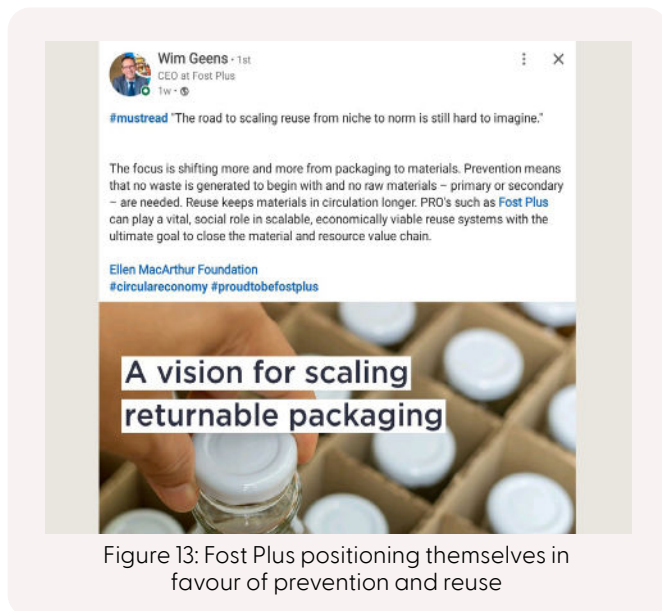 Wim Geens · 1st
CEO at Fost Plus
1w ·
#mustread "The road to scaling reuse from niche to norm is still hard to imagine."
The focus is shifting more and more from packaging to materials. Prevention means
that no waste is generated to begin with and no raw materials – primary or secondary
– are needed. Reuse keeps materials in circulation longer. PRO's such as Fost Plus
can play a vital, social role in scalable, economically viable reuse systems with the
ultimate goal to close the material and resource value chain.
Ellen MacArthur Foundation
#circulareconomy #proudtobefostplus
A vision for scaling
returnable packaging
Figure 13: Fost Plus positioning themselves in
favour of prevention and reuse